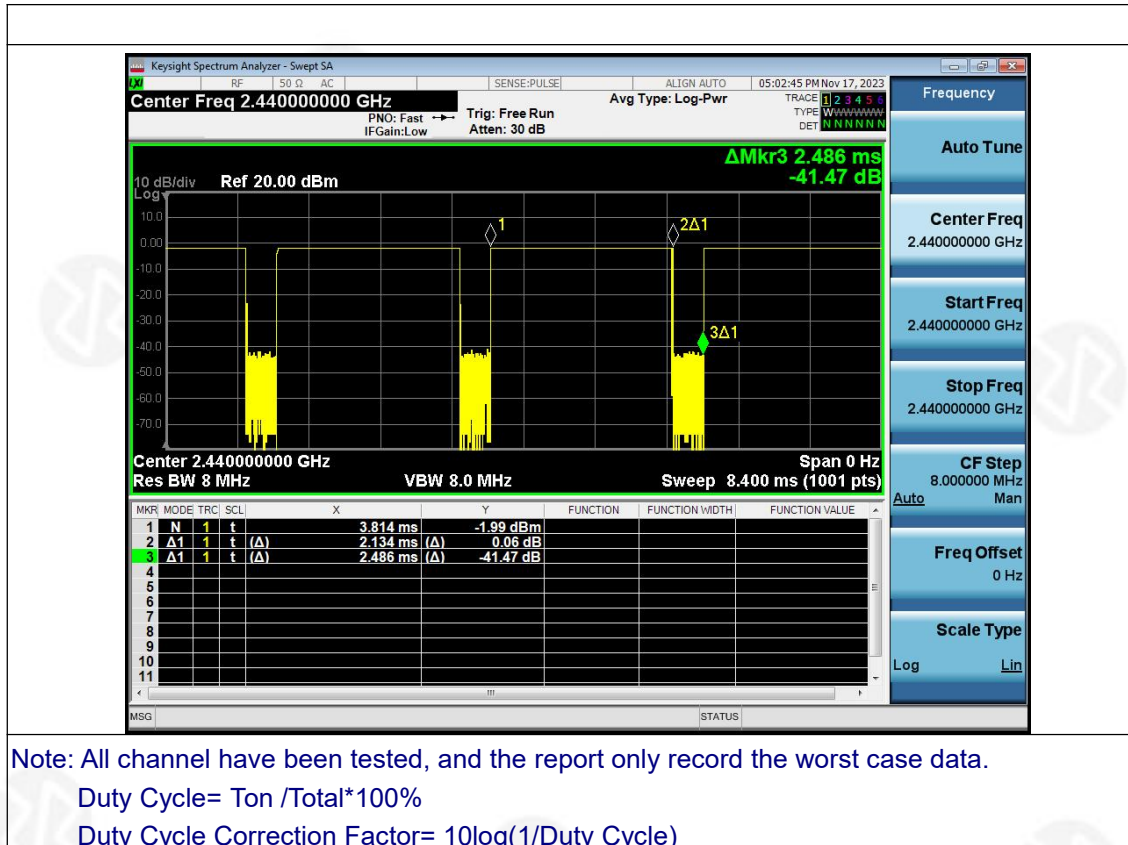 Keysight Spectrum Analyzer - Swept SA
LXI RF 50 Ω AC SENSE:PULSE ALIGN AUTO 05:02:45 PM Nov 17, 2023
Center Freq 2.440000000 GHz Avg Type: Log-Pwr TRACE 1 2 3 4 5 6
PNO: Fast Trig: Free Run TYPE WWWWWW
IFGain:Low Atten: 30 dB DET N N N N N N
ΔMkr3 2.486 ms
10 dB/div Ref 20.00 dBm -41.47 dB
Log
10.0
0.00
-10.0
-20.0
-30.0
-40.0
-50.0
-60.0
-70.0
1
2Δ1
3Δ1
Center 2.440000000 GHz Span 0 Hz
Res BW 8 MHz VBW 8.0 MHz Sweep 8.400 ms (1001 pts)
MKR MODE TRC SCL X Y FUNCTION FUNCTION WIDTH FUNCTION VALUE
1 N 1 t 3.814 ms -1.99 dBm
2 Δ1 1 t (Δ) 2.134 ms (Δ) 0.06 dB
3 Δ1 1 t (Δ) 2.486 ms (Δ) -41.47 dB
4
5
6
7
8
9
10
11
MSG STATUS
Frequency
Auto Tune
Center Freq
2.440000000 GHz
Start Freq
2.440000000 GHz
Stop Freq
2.440000000 GHz
CF Step
8.000000 MHz
Auto Man
Freq Offset
0 Hz
Scale Type
Log Lin
Note: All channel have been tested, and the report only record the worst case data.
Duty Cycle= Ton /Total*100%
Duty Cycle Correction Factor= 10log(1/Duty Cycle)